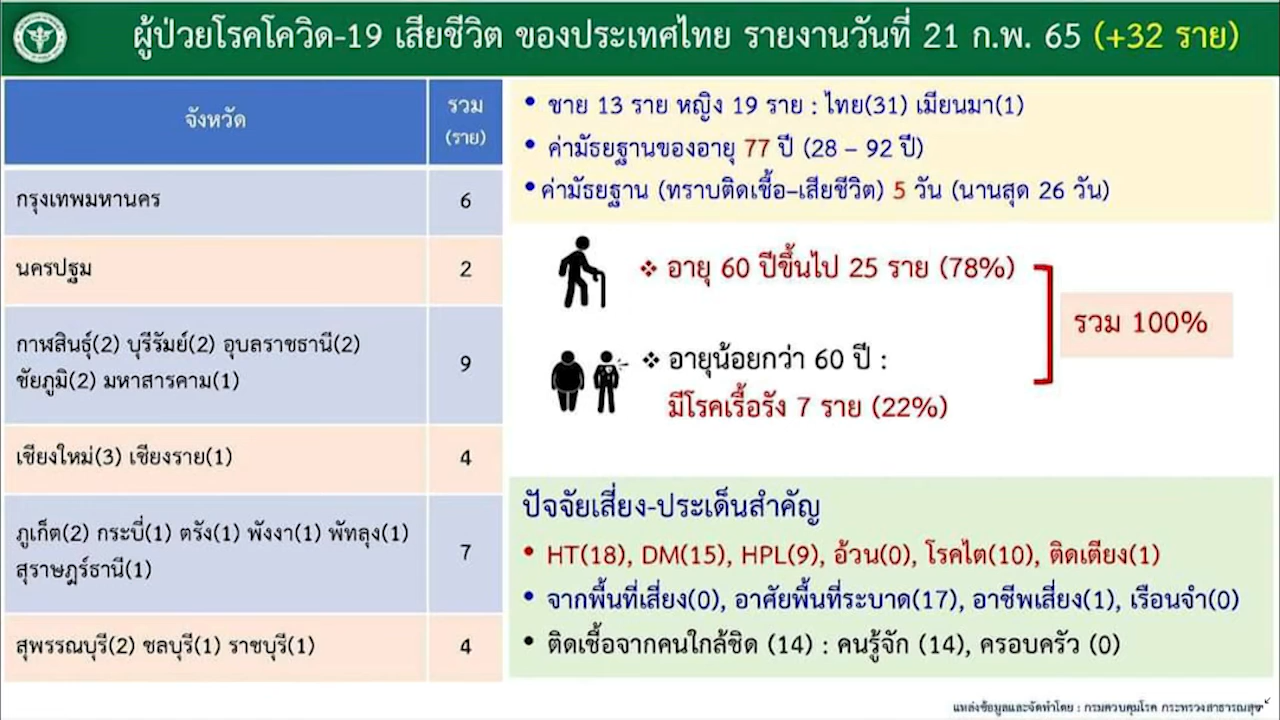 ผู้ป่วยโรคโควิด-19 เสียชีวิต ของประเทศไทย รายงานวันที่ 21 ก.พ. 65 (+32 ราย)
จังหวัด
รวม
(ราย)
กรุงเทพมหานคร
6
นครปฐม
2
กาฬสินธุ์(2) บุรีรัมย์(2) อุบลราชธานี(2)
ชัยภูมิ(2) มหาสารคาม(1)
9
เชียงใหม่(3) เชียงราย(1)
4
ภูเก็ต(2) กระบี่(1) ตรัง(1) พังงา(1) พัทลุง(1)
สุราษฎร์ธานี(1)
7
สุพรรณบุรี(2) ชลบุรี(1) ราชบุรี(1)
4
• ชาย 13 ราย หญิง 19 ราย : ไทย(31) เมียนมา(1)
• ค่ามัธยฐานของอายุ 77 ปี (28 – 92 ปี)
• ค่ามัธยฐาน (ทราบติดเชื้อ–เสียชีวิต) 5 วัน (นานสุด 26 วัน)
❖ อายุ 60 ปีขึ้นไป 25 ราย (78%)
รวม 100%
❖ อายุน้อยกว่า 60 ปี :
มีโรคเรื้อรัง 7 ราย (22%)
ปัจจัยเสี่ยง-ประเด็นสำคัญ
• HT(18), DM(15), HPL(9), อ้วน(0), โรคไต(10), ติดเตียง(1)
• จากพื้นที่เสี่ยง(0), อาศัยพื้นที่ระบาด(17), อาชีพเสี่ยง(1), เรือนจำ(0)
• ติดเชื้อจากคนใกล้ชิด (14) : คนรู้จัก (14), ครอบครัว (0)
แหล่งข้อมูลและจัดทำโดย : กรมควบคุมโรค กระทรวงสาธารณสุข